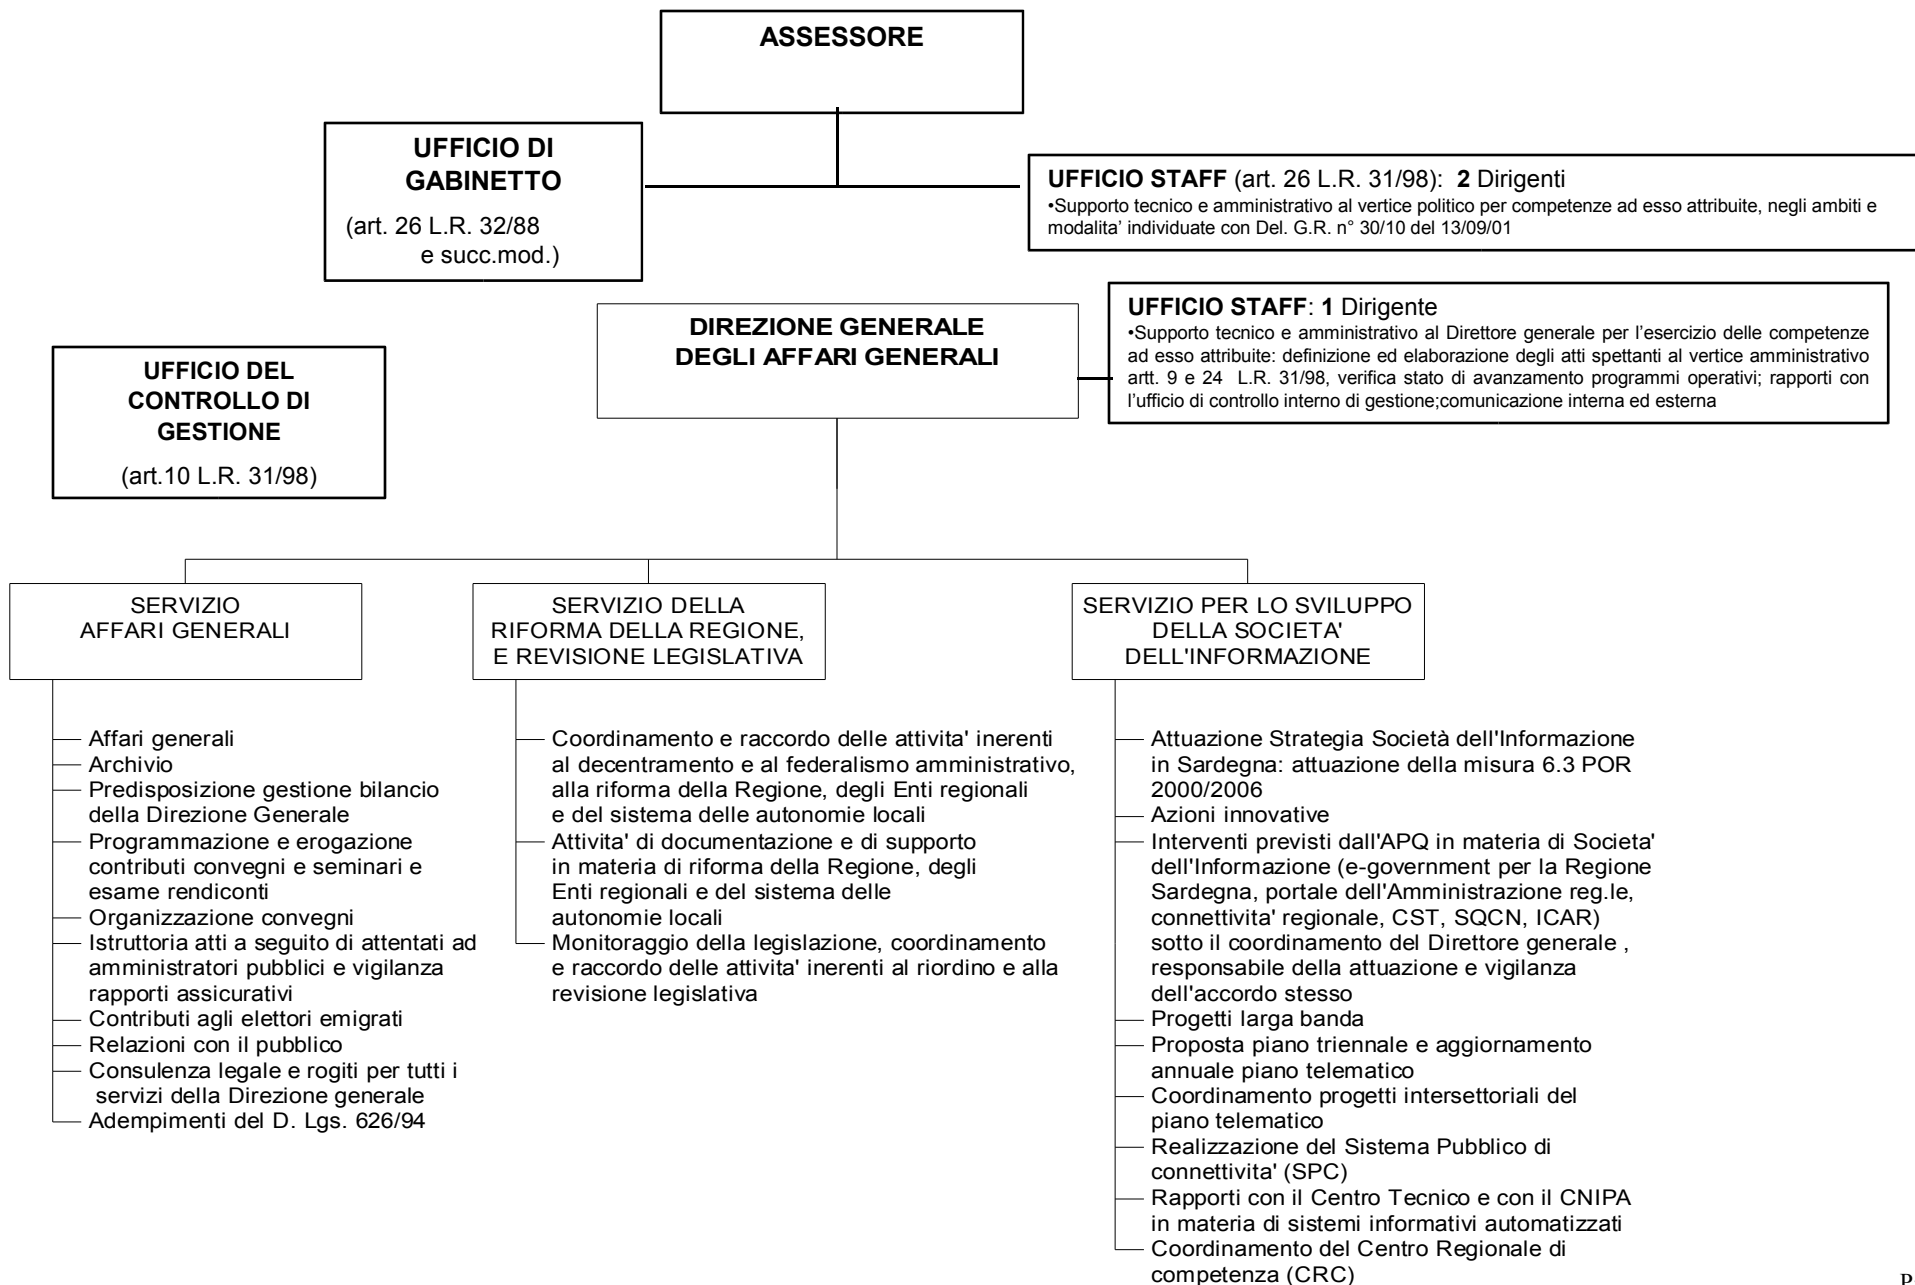 ASSESSORE
UFFICIO DI
GABINETTO
(art. 26 L.R. 32/88
e succ.mod.)
UFFICIO STAFF (art. 26 L.R. 31/98): 2 Dirigenti
•Supporto tecnico e amministrativo al vertice politico per competenze ad esso attribuite, negli ambiti e
modalita' individuate con Del. G.R. n° 30/10 del 13/09/01
DIREZIONE GENERALE
DEGLI AFFARI GENERALI
UFFICIO STAFF: 1 Dirigente
•Supporto tecnico e amministrativo al Direttore generale per l'esercizio delle competenze
ad esso attribuite: definizione ed elaborazione degli atti spettanti al vertice amministrativo
artt. 9 e 24 L.R. 31/98, verifica stato di avanzamento programmi operativi; rapporti con
l'ufficio di controllo interno di gestione;comunicazione interna ed esterna
UFFICIO DEL
CONTROLLO DI
GESTIONE
(art.10 L.R. 31/98)
SERVIZIO
AFFARI GENERALI
Affari generali
Archivio
Predisposizione gestione bilancio
della Direzione Generale
Programmazione e erogazione
contributi convegni e seminari e
esame rendiconti
Organizzazione convegni
Istruttoria atti a seguito di attentati ad
amministratori pubblici e vigilanza
rapporti assicurativi
Contributi agli elettori emigrati
Relazioni con il pubblico
Consulenza legale e rogiti per tutti i
servizi della Direzione generale
Adempimenti del D. Lgs. 626/94
SERVIZIO DELLA
RIFORMA DELLA REGIONE,
E REVISIONE LEGISLATIVA
Coordinamento e raccordo delle attivita' inerenti
al decentramento e al federalismo amministrativo,
alla riforma della Regione, degli Enti regionali
e del sistema delle autonomie locali
Attivita' di documentazione e di supporto
in materia di riforma della Regione, degli
Enti regionali e del sistema delle
autonomie locali
Monitoraggio della legislazione, coordinamento
e raccordo delle attivita' inerenti al riordino e alla
revisione legislativa
SERVIZIO PER LO SVILUPPO
DELLA SOCIETA'
DELL'INFORMAZIONE
Attuazione Strategia Società dell'Informazione
in Sardegna: attuazione della misura 6.3 POR
2000/2006
Azioni innovative
Interventi previsti dall'APQ in materia di Societa'
dell'Informazione (e-government per la Regione
Sardegna, portale dell'Amministrazione reg.le,
connettivita' regionale, CST, SQCN, ICAR)
sotto il coordinamento del Direttore generale ,
responsabile della attuazione e vigilanza
dell'accordo stesso
Progetti larga banda
Proposta piano triennale e aggiornamento
annuale piano telematico
Coordinamento progetti intersettoriali del
piano telematico
Realizzazione del Sistema Pubblico di
connettivita' (SPC)
Rapporti con il Centro Tecnico e con il CNIPA
in materia di sistemi informativi automatizzati
Coordinamento del Centro Regionale di
competenza (CRC)